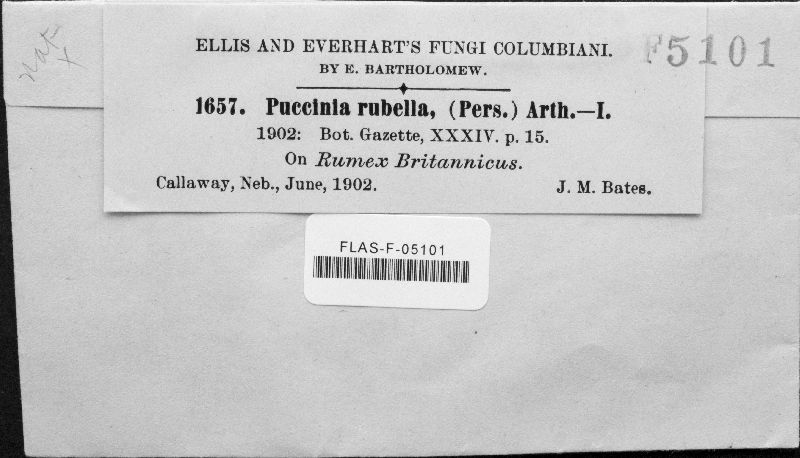 nat
x
ELLIS AND EVERHART'S FUNGI COLUMBIANI.
F5101
BY E. BARTHOLOMEW.
1657. Puccinia rubella, (Pers.) Arth.—I.
1902: Bot. Gazette, XXXIV. p. 15.
On Rumex Britannicus.
Callaway, Neb., June, 1902. J. M. Bates.
FLAS-F-05101